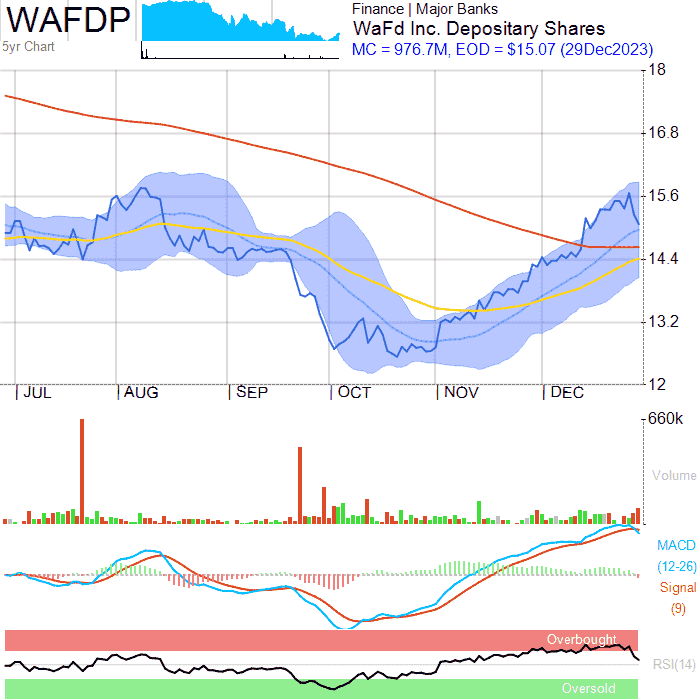 WAFDP
5yr Chart
Finance | Major Banks
WaFd Inc. Depositary Shares
MC = 976.7M, EOD = $15.07 (29Dec2023)
18
16.8
15.6
14.4
13.2
12
|JUL |AUG |SEP |OCT |NOV |DEC
660k
Volume
MACD
(12-26)
Signal
(9)
Overbought
RSI(14)
Oversold